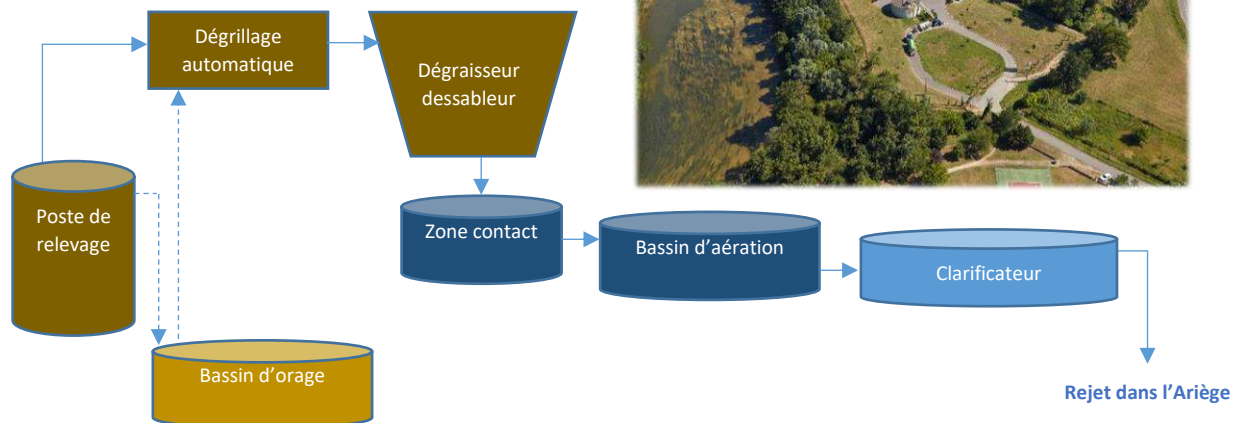 Dégrillage
automatique
Dégraisseur
dessableur
Poste de
relevage
Zone contact
Bassin d'aération
Clarificateur
Bassin d'orage
Rejet dans l'Ariège